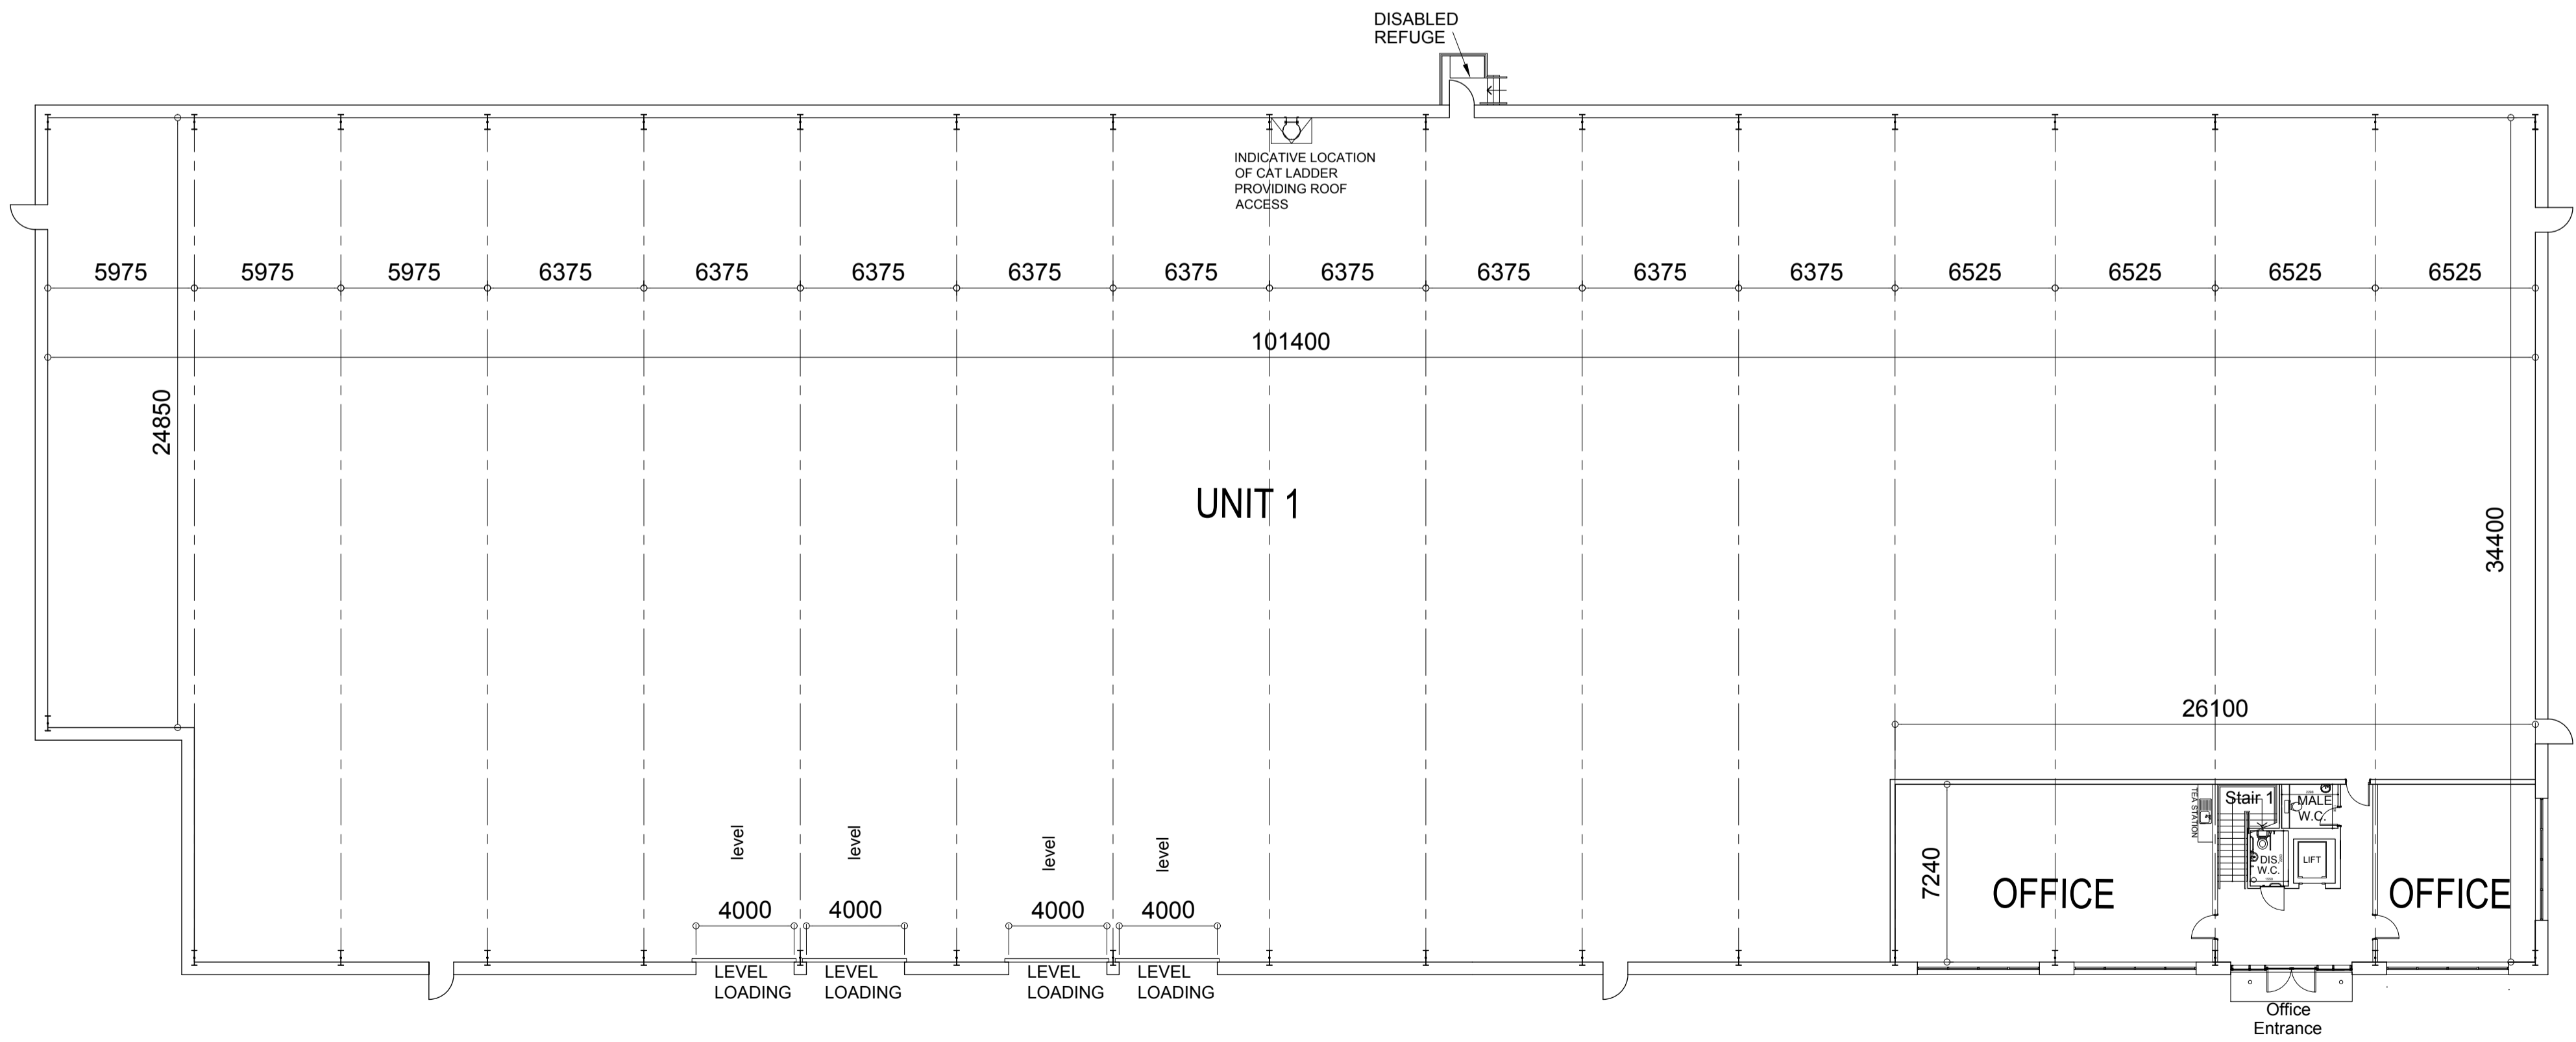 DISABLED
REFUGE
INDICATIVE LOCATION
OF CAT LADDER
PROVIDING ROOF
ACCESS
5975
5975
5975
6375
6375
6375
6375
6375
6375
6375
6375
6375
6525
6525
6525
6525
101400
24850
UNIT 1
34400
26100
level
level
level
level
4000
4000
4000
4000
LEVEL
LOADING
LEVEL
LOADING
LEVEL
LOADING
LEVEL
LOADING
7240
OFFICE
TEA STATION
Stair 1
MALE
W.C.
DIS.
W.C.
LIFT
OFFICE
Office
Entrance